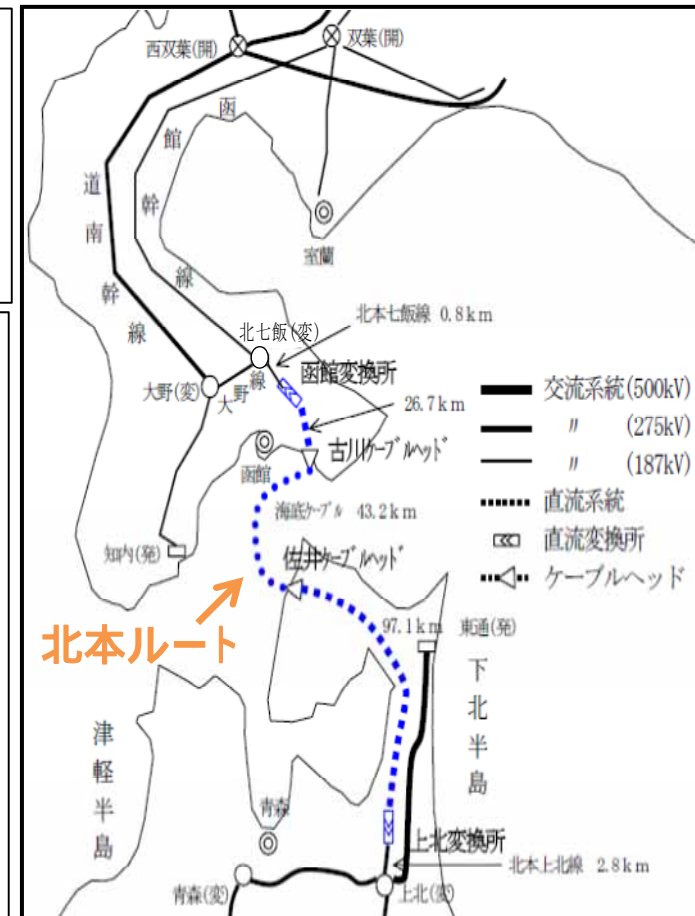 西双葉(開)
双葉(開)
函館幹線
道南幹線
室蘭
北本七飯線 0.8km
北七飯(変)
函館変換所
大野(変)
大野線
26.7km
函館
古川ケーブルヘッド
海底ケーブル 43.2km
知内(発)
佐井ケーブルヘッド
北本ルート
97.1km
東通(発)
下北半島
津軽半島
青森
上北変換所
北本上北線 2.8km
青森(変)
上北(変)
交流系統(500kV)
〃 (275kV)
〃 (187kV)
直流系統
直流変換所
ケーブルヘッド